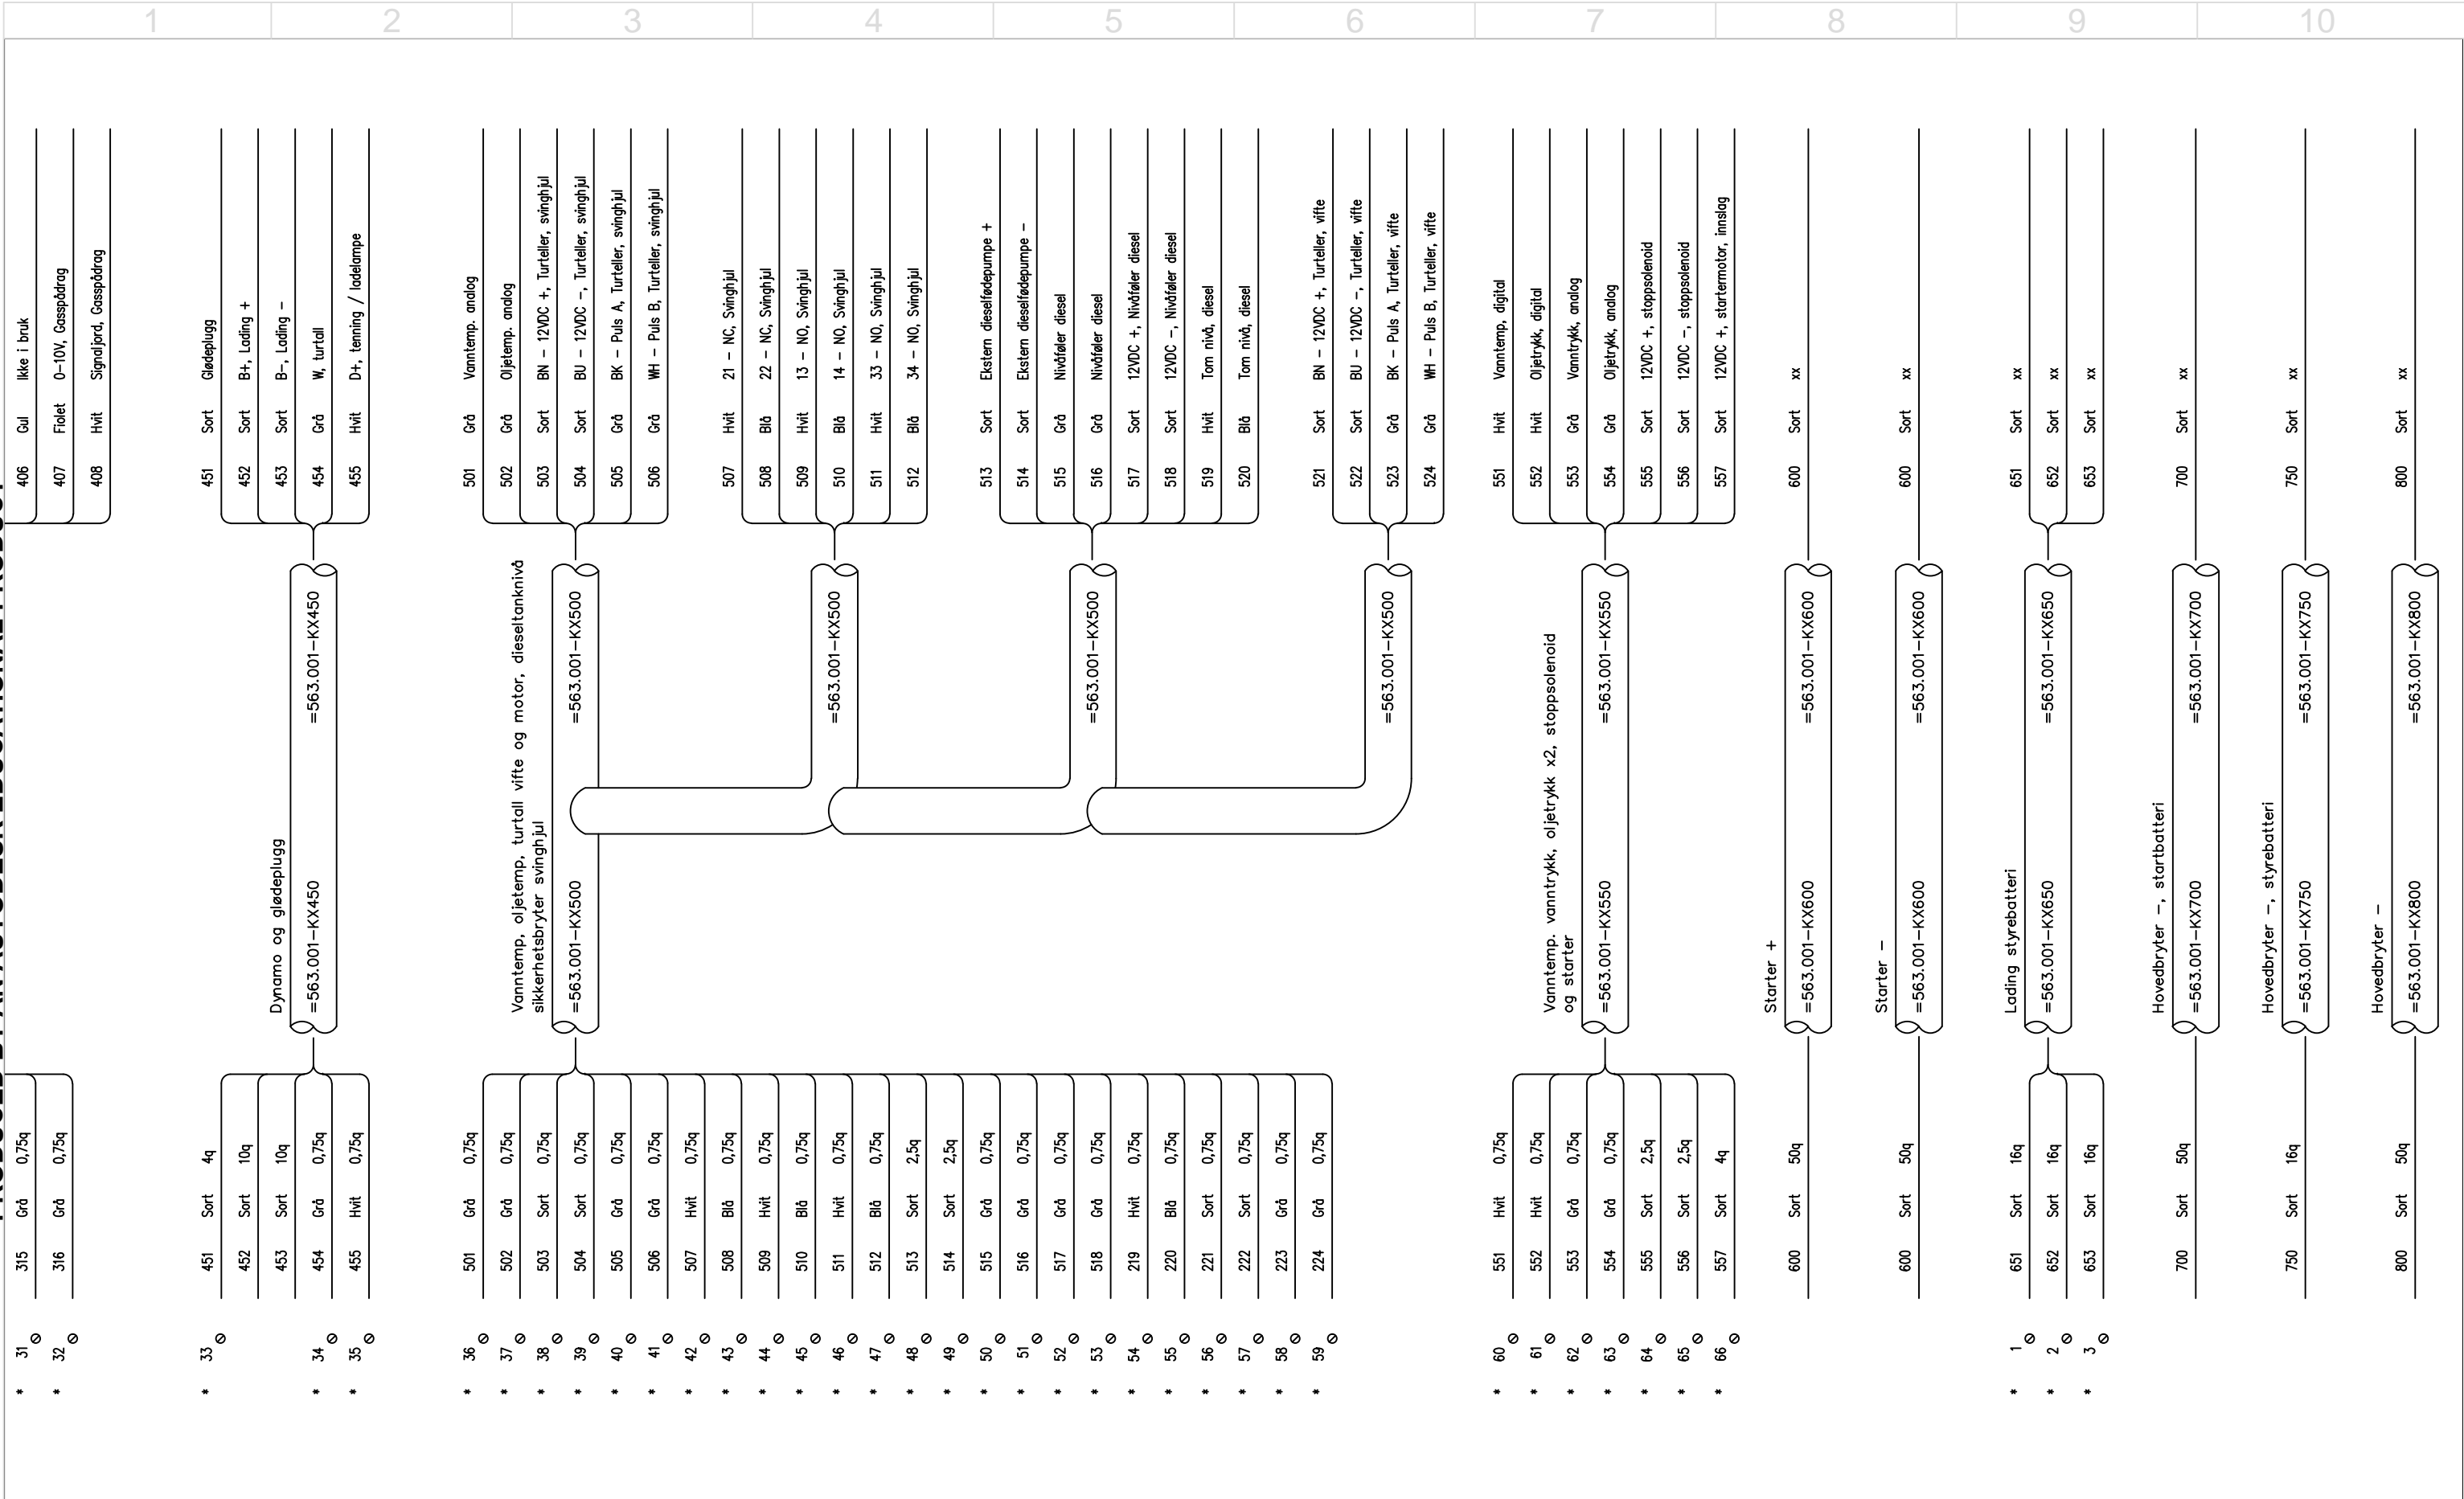 1 2 3 4 5 6 7 8 9 10
406 Gul Ikke i bruk
407 Fiolet 0-10V, Gasspådrag
408 Hvit Signaljord, Gasspådrag
451 Sort Glødeplugg
452 Sort B+, Lading +
453 Sort B-, Lading -
454 Grå W, turtall
455 Hvit D+, tenning / ladelampe
501 Grå Vanntemp. analog
502 Grå Oljetemp. analog
503 Sort BN - 12VDC +, Turteller, svinghjul
504 Sort BU - 12VDC -, Turteller, svinghjul
505 Grå BK - Puls A, Turteller, svinghjul
506 Grå WH - Puls B, Turteller, svinghjul
507 Hvit 21 - NC, Svinghjul
508 Blå 22 - NC, Svinghjul
509 Hvit 13 - NO, Svinghjul
510 Blå 14 - NO, Svinghjul
511 Hvit 33 - NO, Svinghjul
512 Blå 34 - NO, Svinghjul
513 Sort Ekstern dieselfødepumpe +
514 Sort Ekstern dieselfødepumpe -
515 Grå Nivåføler diesel
516 Grå Nivåføler diesel
517 Sort 12VDC +, Nivåføler diesel
518 Sort 12VDC -, Nivåføler diesel
519 Hvit Tom nivå, diesel
520 Blå Tom nivå, diesel
521 Sort BN - 12VDC +, Turteller, vifte
522 Sort BU - 12VDC -, Turteller, vifte
523 Grå BK - Puls A, Turteller, vifte
524 Grå WH - Puls B, Turteller, vifte
551 Hvit Vanntemp, digital
552 Hvit Oljetrykk, digital
553 Grå Vanntrykk, analog
554 Grå Oljetrykk, analog
555 Sort 12VDC +, stoppsolenoid
556 Sort 12VDC -, stoppsolenoid
557 Sort 12VDC +, startermotor, innslag
600 Sort xx
600 Sort xx
651 Sort xx
652 Sort xx
653 Sort xx
700 Sort xx
750 Sort xx
800 Sort xx
Dynamo og glødeplugg
=563.001-KX450 =563.001-KX450
Vanntemp, oljetemp, turtall vifte og motor, dieseltanknivå
sikkerhetsbryter svinghjul
=563.001-KX500 =563.001-KX500
=563.001-KX500
=563.001-KX500
=563.001-KX500
Vanntemp. vanntrykk, oljetrykk x2, stoppsolenoid
og starter
=563.001-KX550 =563.001-KX550
Starter +
=563.001-KX600 =563.001-KX600
Starter -
=563.001-KX600 =563.001-KX600
Lading styrebatteri
=563.001-KX650 =563.001-KX650
Hovedbryter -, startbatteri
=563.001-KX700 =563.001-KX700
Hovedbryter -, styrebatteri
=563.001-KX750 =563.001-KX750
Hovedbryter -
=563.001-KX800 =563.001-KX800
* 31 315 Grå 0,75q
* 32 316 Grå 0,75q
* 33 451 Sort 4q
452 Sort 10q
453 Sort 10q
* 34 454 Grå 0,75q
* 35 455 Hvit 0,75q
* 36 501 Grå 0,75q
* 37 502 Grå 0,75q
* 38 503 Sort 0,75q
* 39 504 Sort 0,75q
* 40 505 Grå 0,75q
* 41 506 Grå 0,75q
* 42 507 Hvit 0,75q
* 43 508 Blå 0,75q
* 44 509 Hvit 0,75q
* 45 510 Blå 0,75q
* 46 511 Hvit 0,75q
* 47 512 Blå 0,75q
* 48 513 Sort 2,5q
* 49 514 Sort 2,5q
* 50 515 Grå 0,75q
* 51 516 Grå 0,75q
* 52 517 Grå 0,75q
* 53 518 Grå 0,75q
* 54 219 Hvit 0,75q
* 55 220 Blå 0,75q
* 56 221 Sort 0,75q
* 57 222 Sort 0,75q
* 58 223 Grå 0,75q
* 59 224 Grå 0,75q
* 60 551 Hvit 0,75q
* 61 552 Hvit 0,75q
* 62 553 Grå 0,75q
* 63 554 Grå 0,75q
* 64 555 Sort 2,5q
* 65 556 Sort 2,5q
* 66 557 Sort 4q
600 Sort 50q
600 Sort 50q
* 1 651 Sort 16q
* 2 652 Sort 16q
* 3 653 Sort 16q
700 Sort 50q
750 Sort 16q
800 Sort 50q